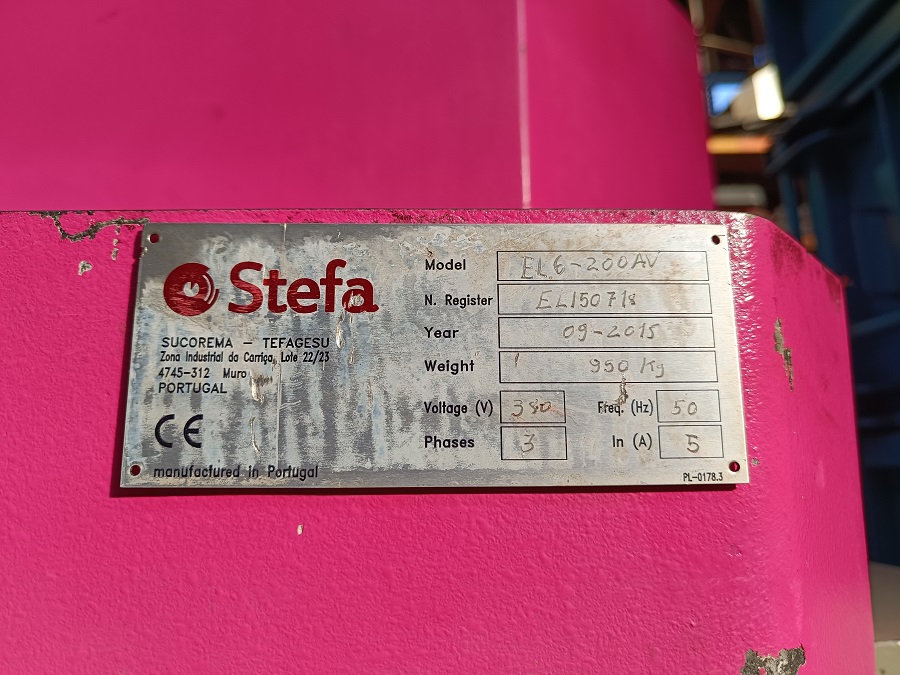 Stefa
SUCOREMA - TEFAGESU
Zona Industrial da Carriça, Lote 22/23
4745-312 Muro
PORTUGAL
CE
manufactured in Portugal
Model EL6-200AV
N. Register EL150718
Year 09-2015
Weight 950 Kg
Voltage (V) 380 Freq. (Hz) 50
Phases 3 In (A) 5
PL-0178.3